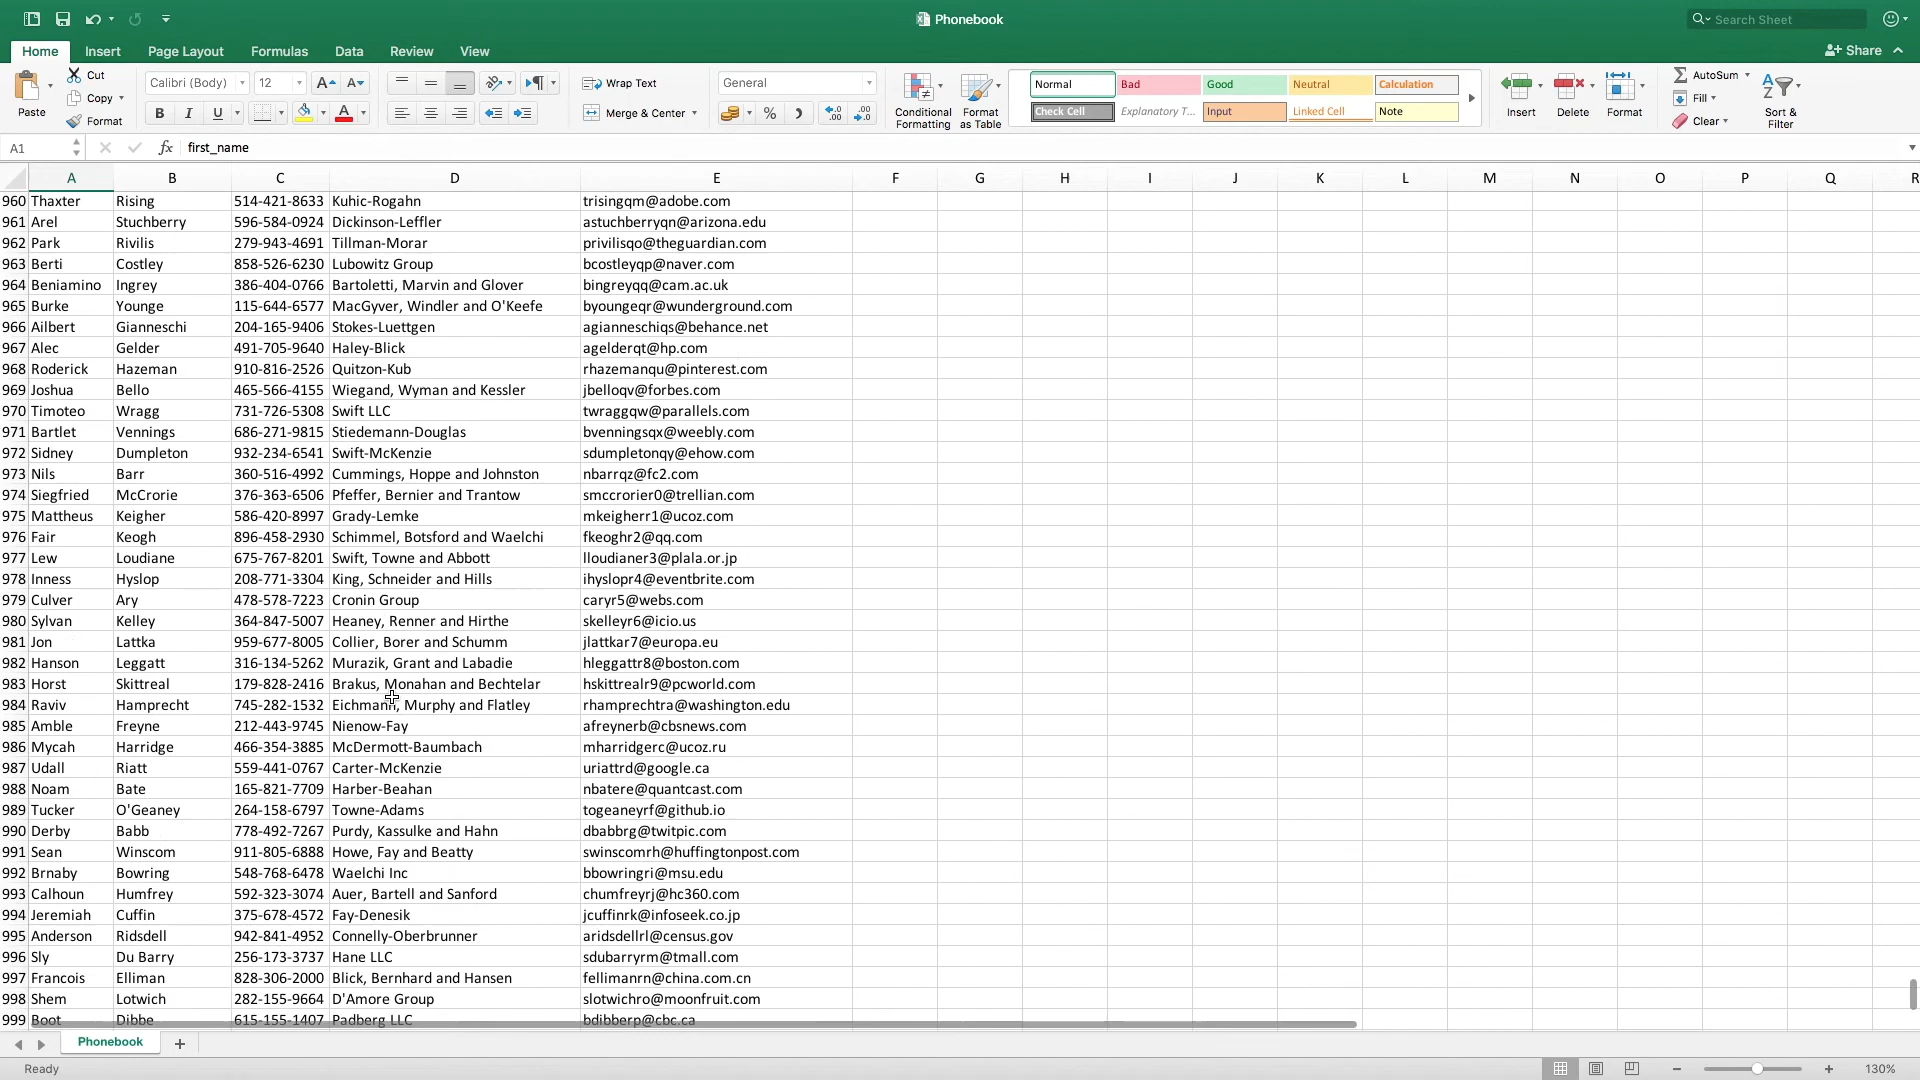 Phonebook
Search Sheet
Home Insert Page Layout Formulas Data Review View
Share
Paste
Cut
Copy
Format
Calibri (Body) 12
B I U
Wrap Text
Merge & Center
General
Conditional Formatting
Format as Table
Normal Bad Good Neutral Calculation
Check Cell Explanatory T... Input Linked Cell Note
Insert Delete Format
AutoSum
Fill
Clear
Sort & Filter
A1 fx first_name
A B C D E F G H I J K L M N O P Q R
960 Thaxter Rising 514-421-8633 Kuhic-Rogahn trisingqm@adobe.com
961 Arel Stuchberry 596-584-0924 Dickinson-Leffler astuchberryqn@arizona.edu
962 Park Rivilis 279-943-4691 Tillman-Morar privilisqo@theguardian.com
963 Berti Costley 858-526-6230 Lubowitz Group bcostleyqp@naver.com
964 Beniamino Ingrey 386-404-0766 Bartoletti, Marvin and Glover bingreyqq@cam.ac.uk
965 Burke Younge 115-644-6577 MacGyver, Windler and O'Keefe byoungeqr@wunderground.com
966 Ailbert Gianneschi 204-165-9406 Stokes-Luettgen agianneschiqs@behance.net
967 Alec Gelder 491-705-9640 Haley-Blick agelderqt@hp.com
968 Roderick Hazeman 910-816-2526 Quitzon-Kub rhazemanqu@pinterest.com
969 Joshua Bello 465-566-4155 Wiegand, Wyman and Kessler jbelloqv@forbes.com
970 Timoteo Wragg 731-726-5308 Swift LLC twraggqw@parallels.com
971 Bartlet Vennings 686-271-9815 Stiedemann-Douglas bvenningsqx@weebly.com
972 Sidney Dumpleton 932-234-6541 Swift-McKenzie sdumpletonqy@ehow.com
973 Nils Barr 360-516-4992 Cummings, Hoppe and Johnston nbarrqz@fc2.com
974 Siegfried McCrorie 376-363-6506 Pfeffer, Bernier and Trantow smccrorier0@trellian.com
975 Mattheus Keigher 586-420-8997 Grady-Lemke mkeigherr1@ucoz.com
976 Fair Keogh 896-458-2930 Schimmel, Botsford and Waelchi fkeoghr2@qq.com
977 Lew Loudiane 675-767-8201 Swift, Towne and Abbott lloudianer3@plala.or.jp
978 Inness Hyslop 208-771-3304 King, Schneider and Hills ihyslopr4@eventbrite.com
979 Culver Ary 478-578-7223 Cronin Group caryr5@webs.com
980 Sylvan Kelley 364-847-5007 Heaney, Renner and Hirthe skelleyr6@icio.us
981 Jon Lattka 959-677-8005 Collier, Borer and Schumm jlattkar7@europa.eu
982 Hanson Leggatt 316-134-5262 Murazik, Grant and Labadie hleggattr8@boston.com
983 Horst Skittreal 179-828-2416 Brakus, Monahan and Bechtelar hskittrealr9@pcworld.com
984 Raviv Hamprecht 745-282-1532 Eichmann, Murphy and Flatley rhamprechtra@washington.edu
985 Amble Freyne 212-443-9745 Nienow-Fay afreynerb@cbsnews.com
986 Mycah Harridge 466-354-3885 McDermott-Baumbach mharridgerc@ucoz.ru
987 Udall Riatt 559-441-0767 Carter-McKenzie uriattrd@google.ca
988 Noam Bate 165-821-7709 Harber-Beahan nbatere@quantcast.com
989 Tucker O'Geaney 264-158-6797 Towne-Adams togeaneyrf@github.io
990 Derby Babb 778-492-7267 Purdy, Kassulke and Hahn dbabbrg@twitpic.com
991 Sean Winscom 911-805-6888 Howe, Fay and Beatty swinscomrh@huffingtonpost.com
992 Brnaby Bowring 548-768-6478 Waelchi Inc bbowringri@msu.edu
993 Calhoun Humfrey 592-323-3074 Auer, Bartell and Sanford chumfreyrj@hc360.com
994 Jeremiah Cuffin 375-678-4572 Fay-Denesik jcuffinrk@infoseek.co.jp
995 Anderson Ridsdell 942-841-4952 Connelly-Oberbrunner aridsdellrl@census.gov
996 Sly Du Barry 256-173-3737 Hane LLC sdubarryrm@tmall.com
997 Francois Elliman 828-306-2000 Blick, Bernhard and Hansen fellimanrn@china.com.cn
998 Shem Lotwich 282-155-9664 D'Amore Group slotwichro@moonfruit.com
999 Boot Dibbe 615-155-1407 Padberg LLC bdibberp@cbc.ca
Phonebook
Ready
130%